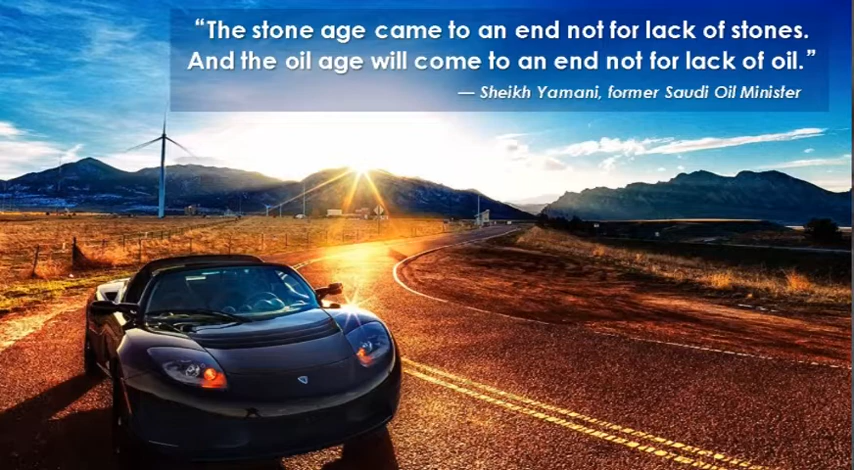 “The stone age came to an end not for lack of stones.
And the oil age will come to an end not for lack of oil.”
— Sheikh Yamani, former Saudi Oil Minister